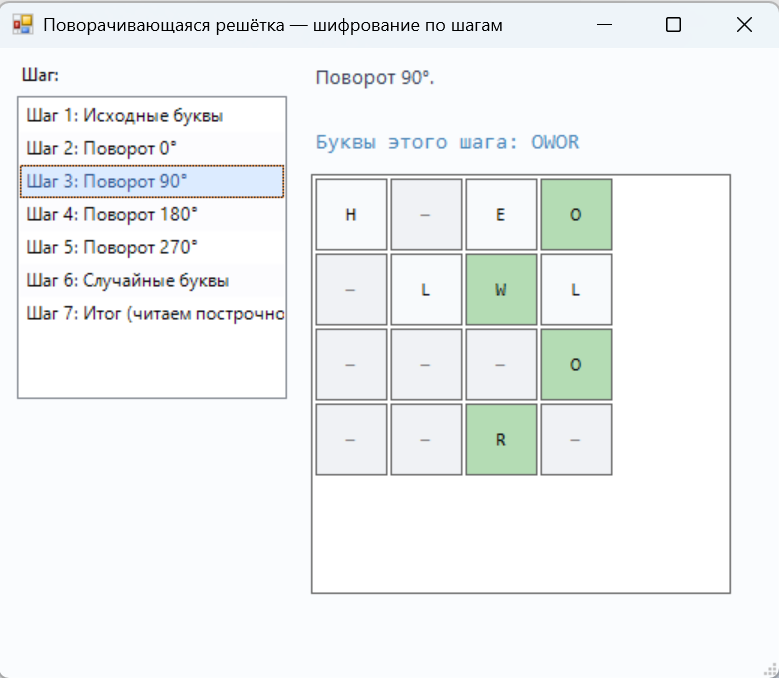 Поворачивающаяся решётка — шифрование по шагам
Шаг:
Шаг 1: Исходные буквы
Шаг 2: Поворот 0°
Шаг 3: Поворот 90°
Шаг 4: Поворот 180°
Шаг 5: Поворот 270°
Шаг 6: Случайные буквы
Шаг 7: Итог (читаем построчно
Поворот 90°.
Буквы этого шага: OWOR
H – E O
– L W L
– – – O
– – R –